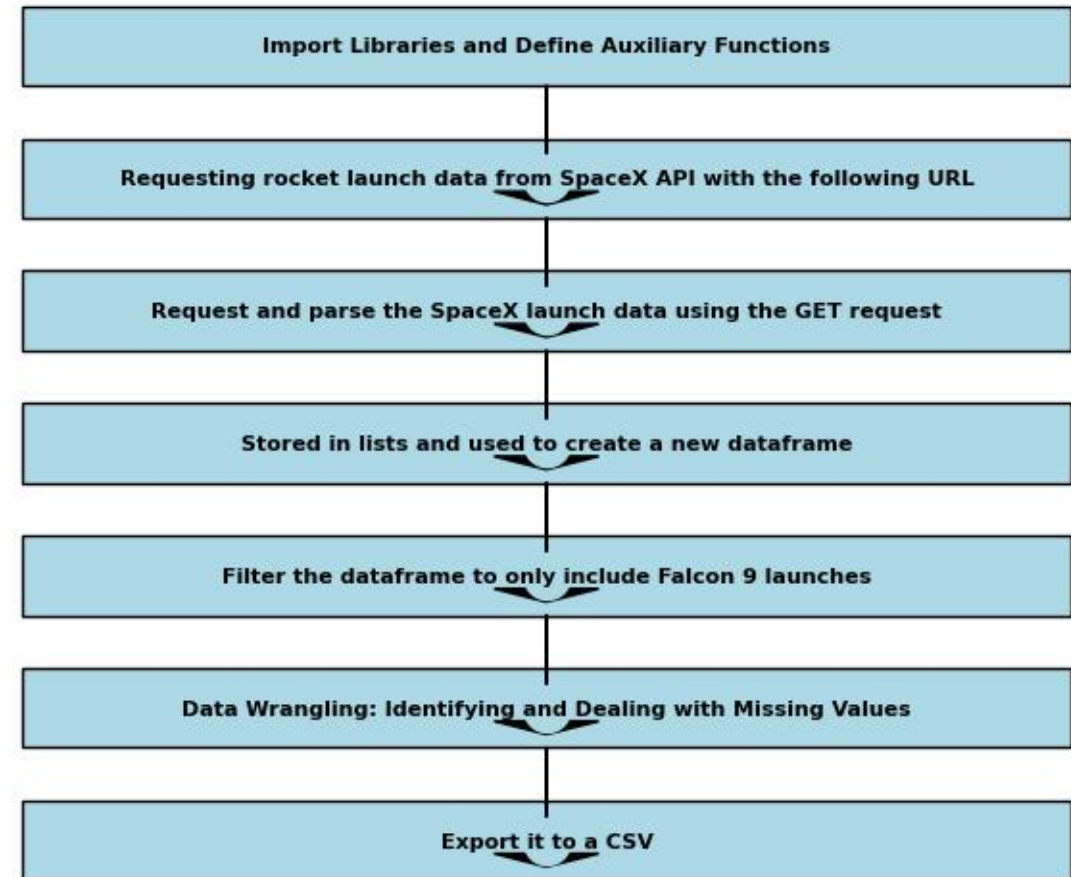 Import Libraries and Define Auxiliary Functions
Requesting rocket launch data from SpaceX API with the following URL
Request and parse the SpaceX launch data using the GET request
Stored in lists and used to create a new dataframe
Filter the dataframe to only include Falcon 9 launches
Data Wrangling: Identifying and Dealing with Missing Values
Export it to a CSV